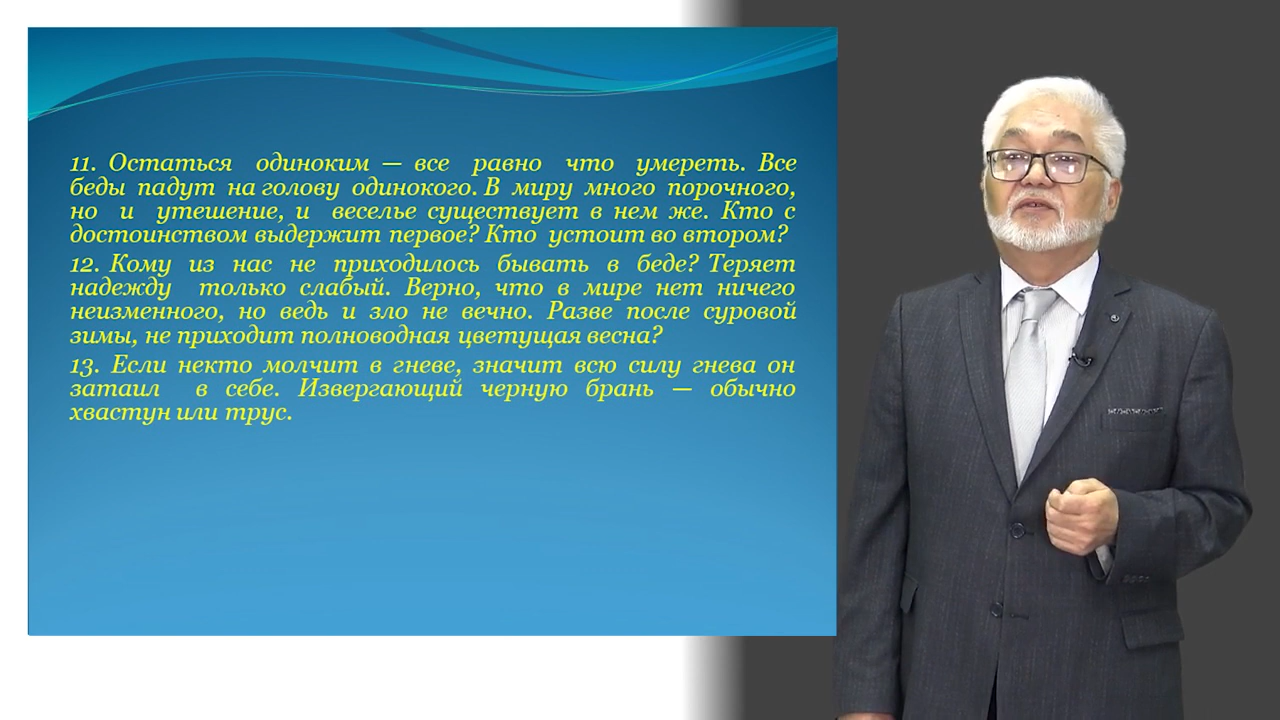 11. Остаться одиноким — все равно что умереть. Все
беды падут на голову одинокого. В миру много порочного,
но и утешение, и веселье существует в нем же. Кто с
достоинством выдержит первое? Кто устоит во втором?
12. Кому из нас не приходилось бывать в беде? Теряет
надежду только слабый. Верно, что в мире нет ничего
неизменного, но ведь и зло не вечно. Разве после суровой
зимы, не приходит полноводная цветущая весна?
13. Если некто молчит в гневе, значит всю силу гнева он
затаил в себе. Извергающий черную брань — обычно
хвастун или трус.